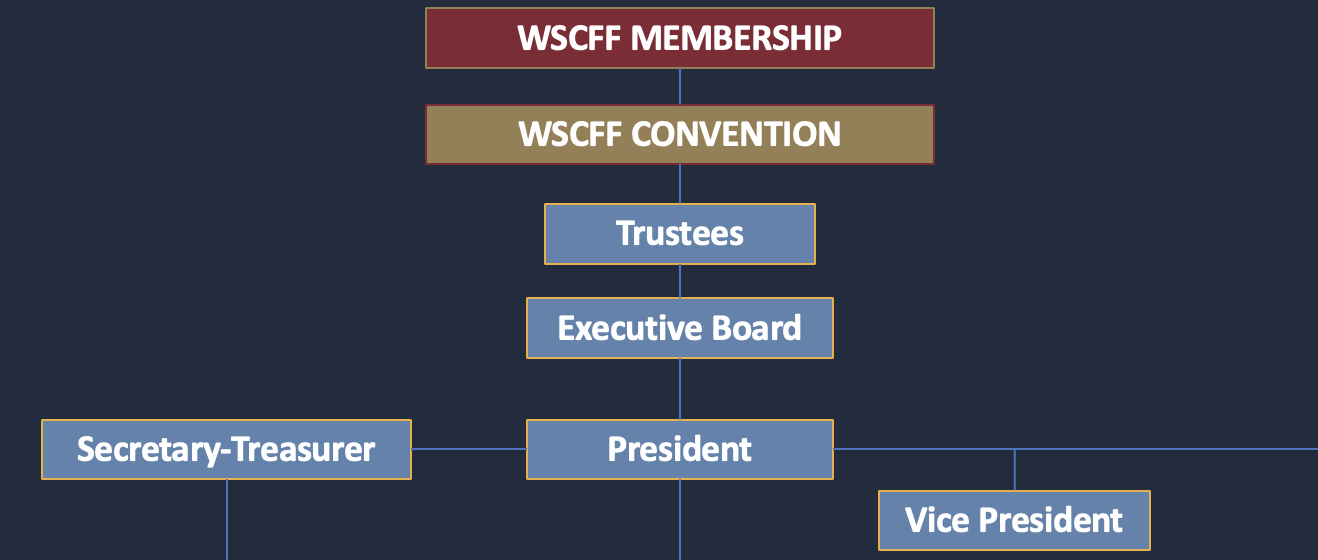 WSCFF MEMBERSHIP
WSCFF CONVENTION
Trustees
Executive Board
Secretary-Treasurer
President
Vice President